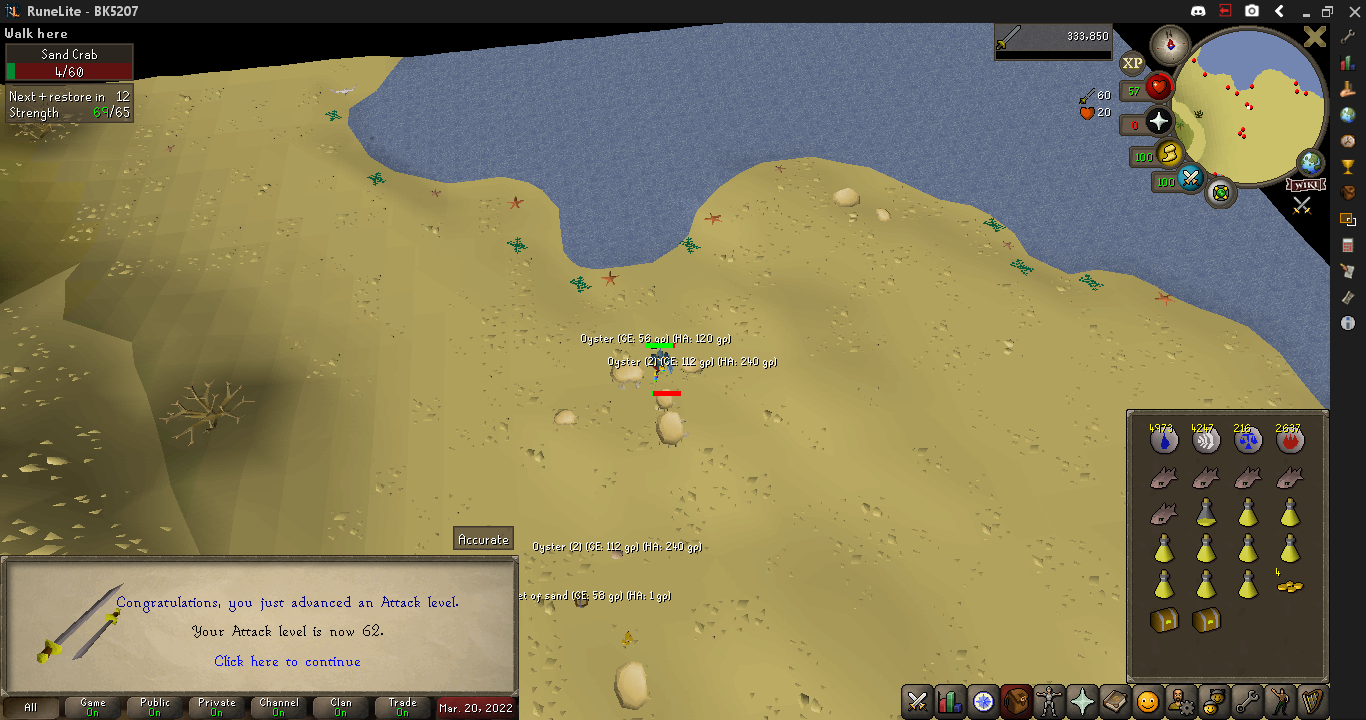 RuneLite - BK5207
Walk here
Sand Crab
4/60
Next + restore in 12
Strength 69/65
333,850
XP
57
60
20
0
100
100
WIKI
Oyster (GE: 56 gp) (HA: 120 gp)
Oyster (2) (GE: 112 gp) (HA: 240 gp)
4973 4247 216 2637
4
Accurate
Oyster (2) (GE: 112 gp) (HA: 240 gp)
et of sand (GE: 58 gp) (HA: 1 gp)
Congratulations, you just advanced an Attack level.
Your Attack level is now 62.
Click here to continue
All
Game
On
Public
On
Private
On
Channel
On
Clan
On
Trade
On
Mar. 20, 2022